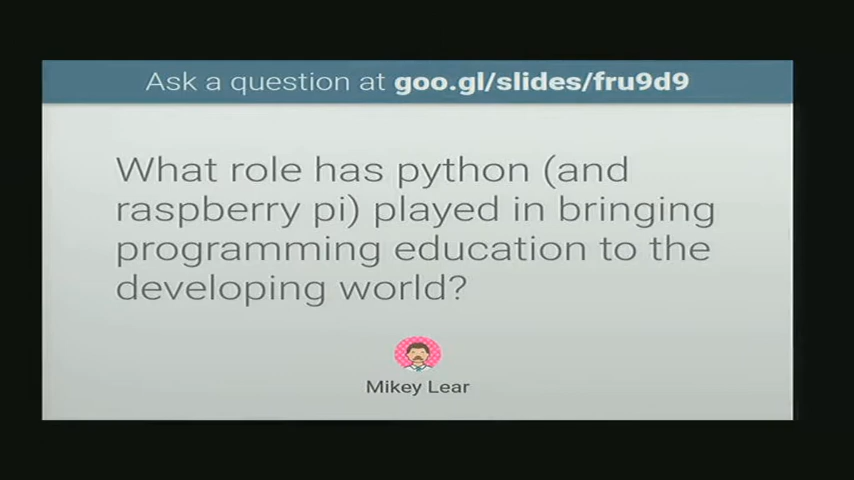 Ask a question at goo.gl/slides/fru9d9
What role has python (and
raspberry pi) played in bringing
programming education to the
developing world?
Mikey Lear